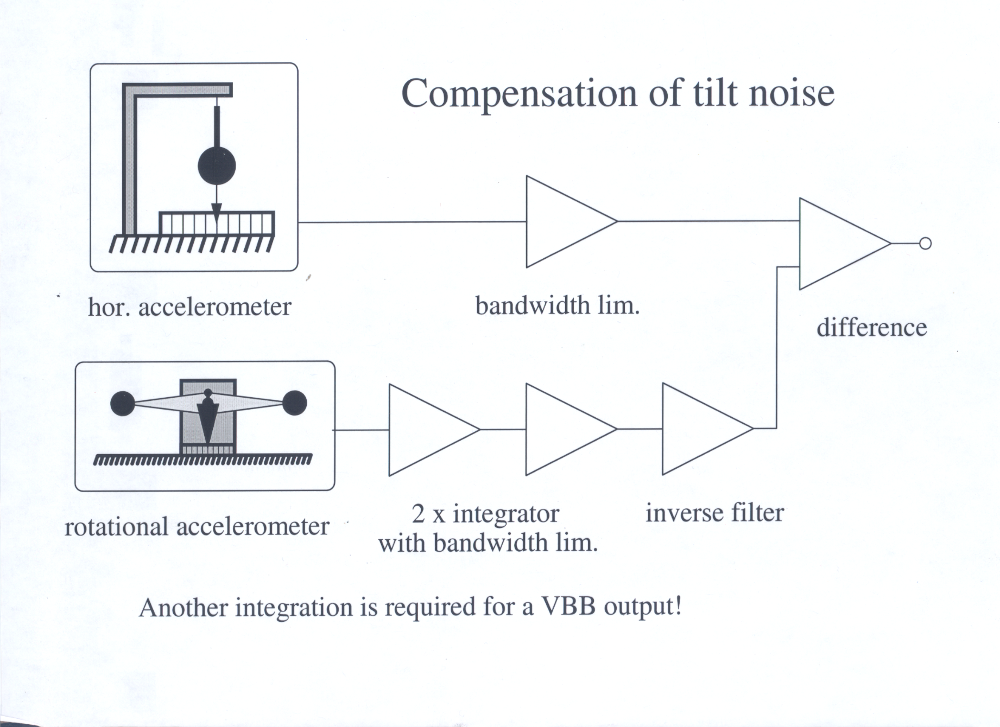 Compensation of tilt noise
hor. accelerometer
bandwidth lim.
difference
rotational accelerometer
2 x integrator
with bandwidth lim.
inverse filter
Another integration is required for a VBB output!